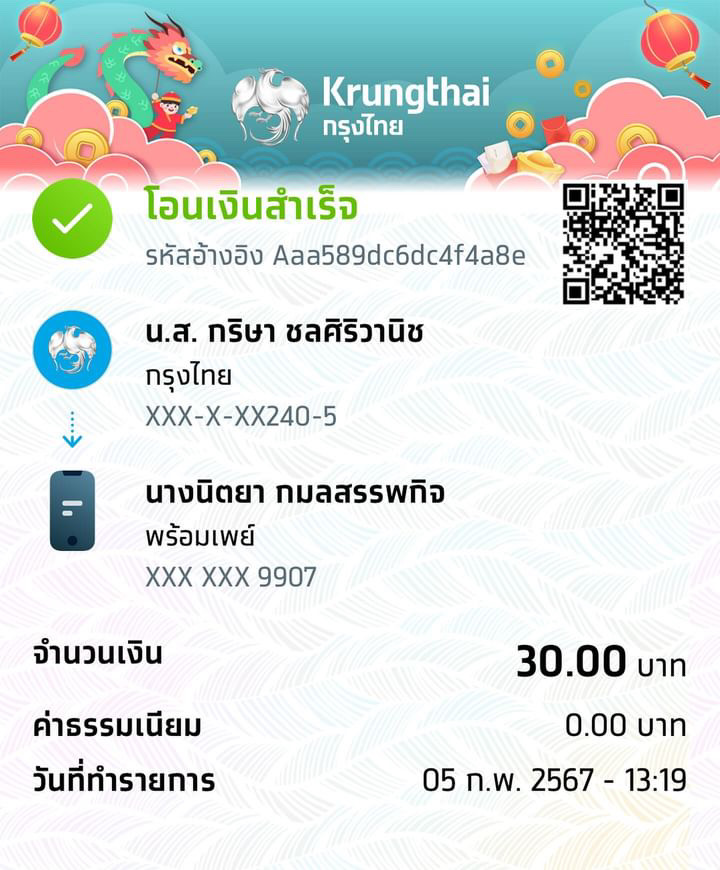 Krungthai
กรุงไทย
โอนเงินสำเร็จ
รหัสอ้างอิง Aaa589dc6dc4f4a8e
น.ส. กริษา ชลศิริวานิช
กรุงไทย
XXX-X-XX240-5
นางนิตยา กมลสรรพกิจ
พร้อมเพย์
XXX XXX 9907
จำนวนเงิน 30.00 บาท
ค่าธรรมเนียม 0.00 บาท
วันที่ทำรายการ 05 ก.พ. 2567 - 13:19